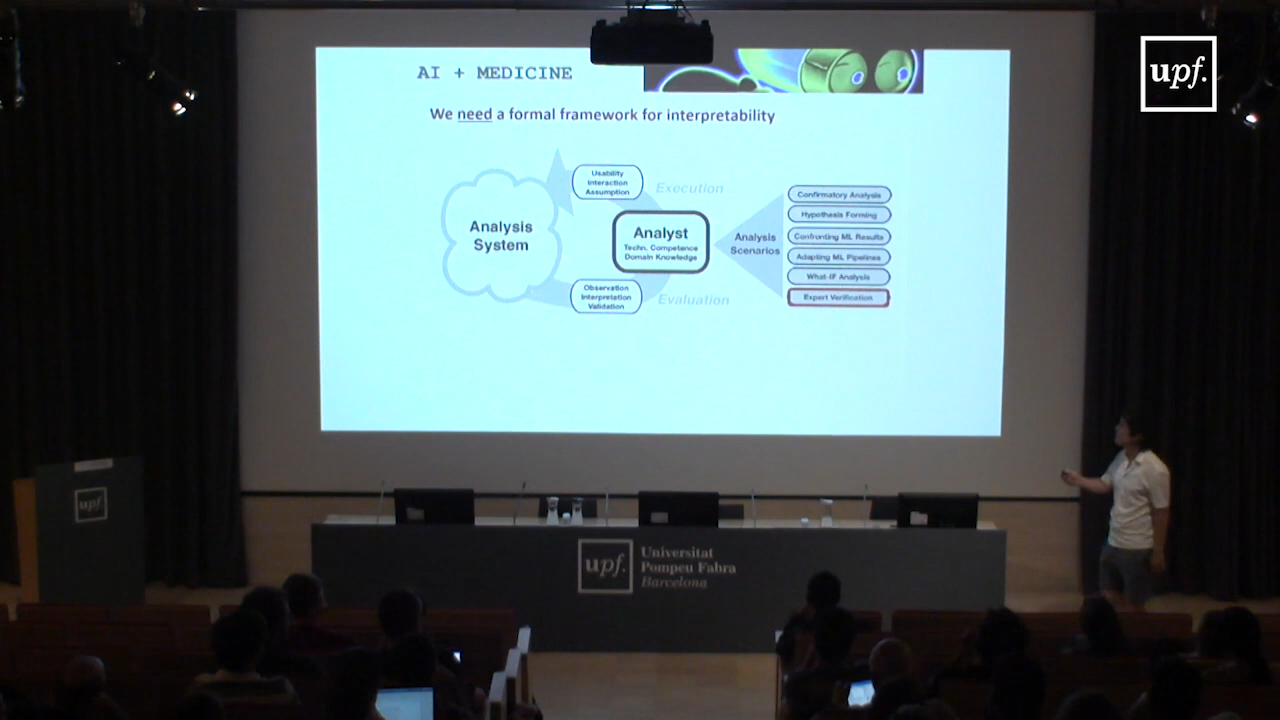 AI + MEDICINE
upf.
We need a formal framework for interpretability
Usability
Interaction
Assumption
Execution
Analysis
System
Analyst
Techn. Competence
Domain Knowledge
Analysis
Scenarios
Confirmatory Analysis
Hypothesis Forming
Confronting ML Results
Adapting ML Pipelines
What-IF Analysis
Expert Verification
Observation
Interpretation
Validation
Evaluation
upf
upf.
Universitat
Pompeu Fabra
Barcelona